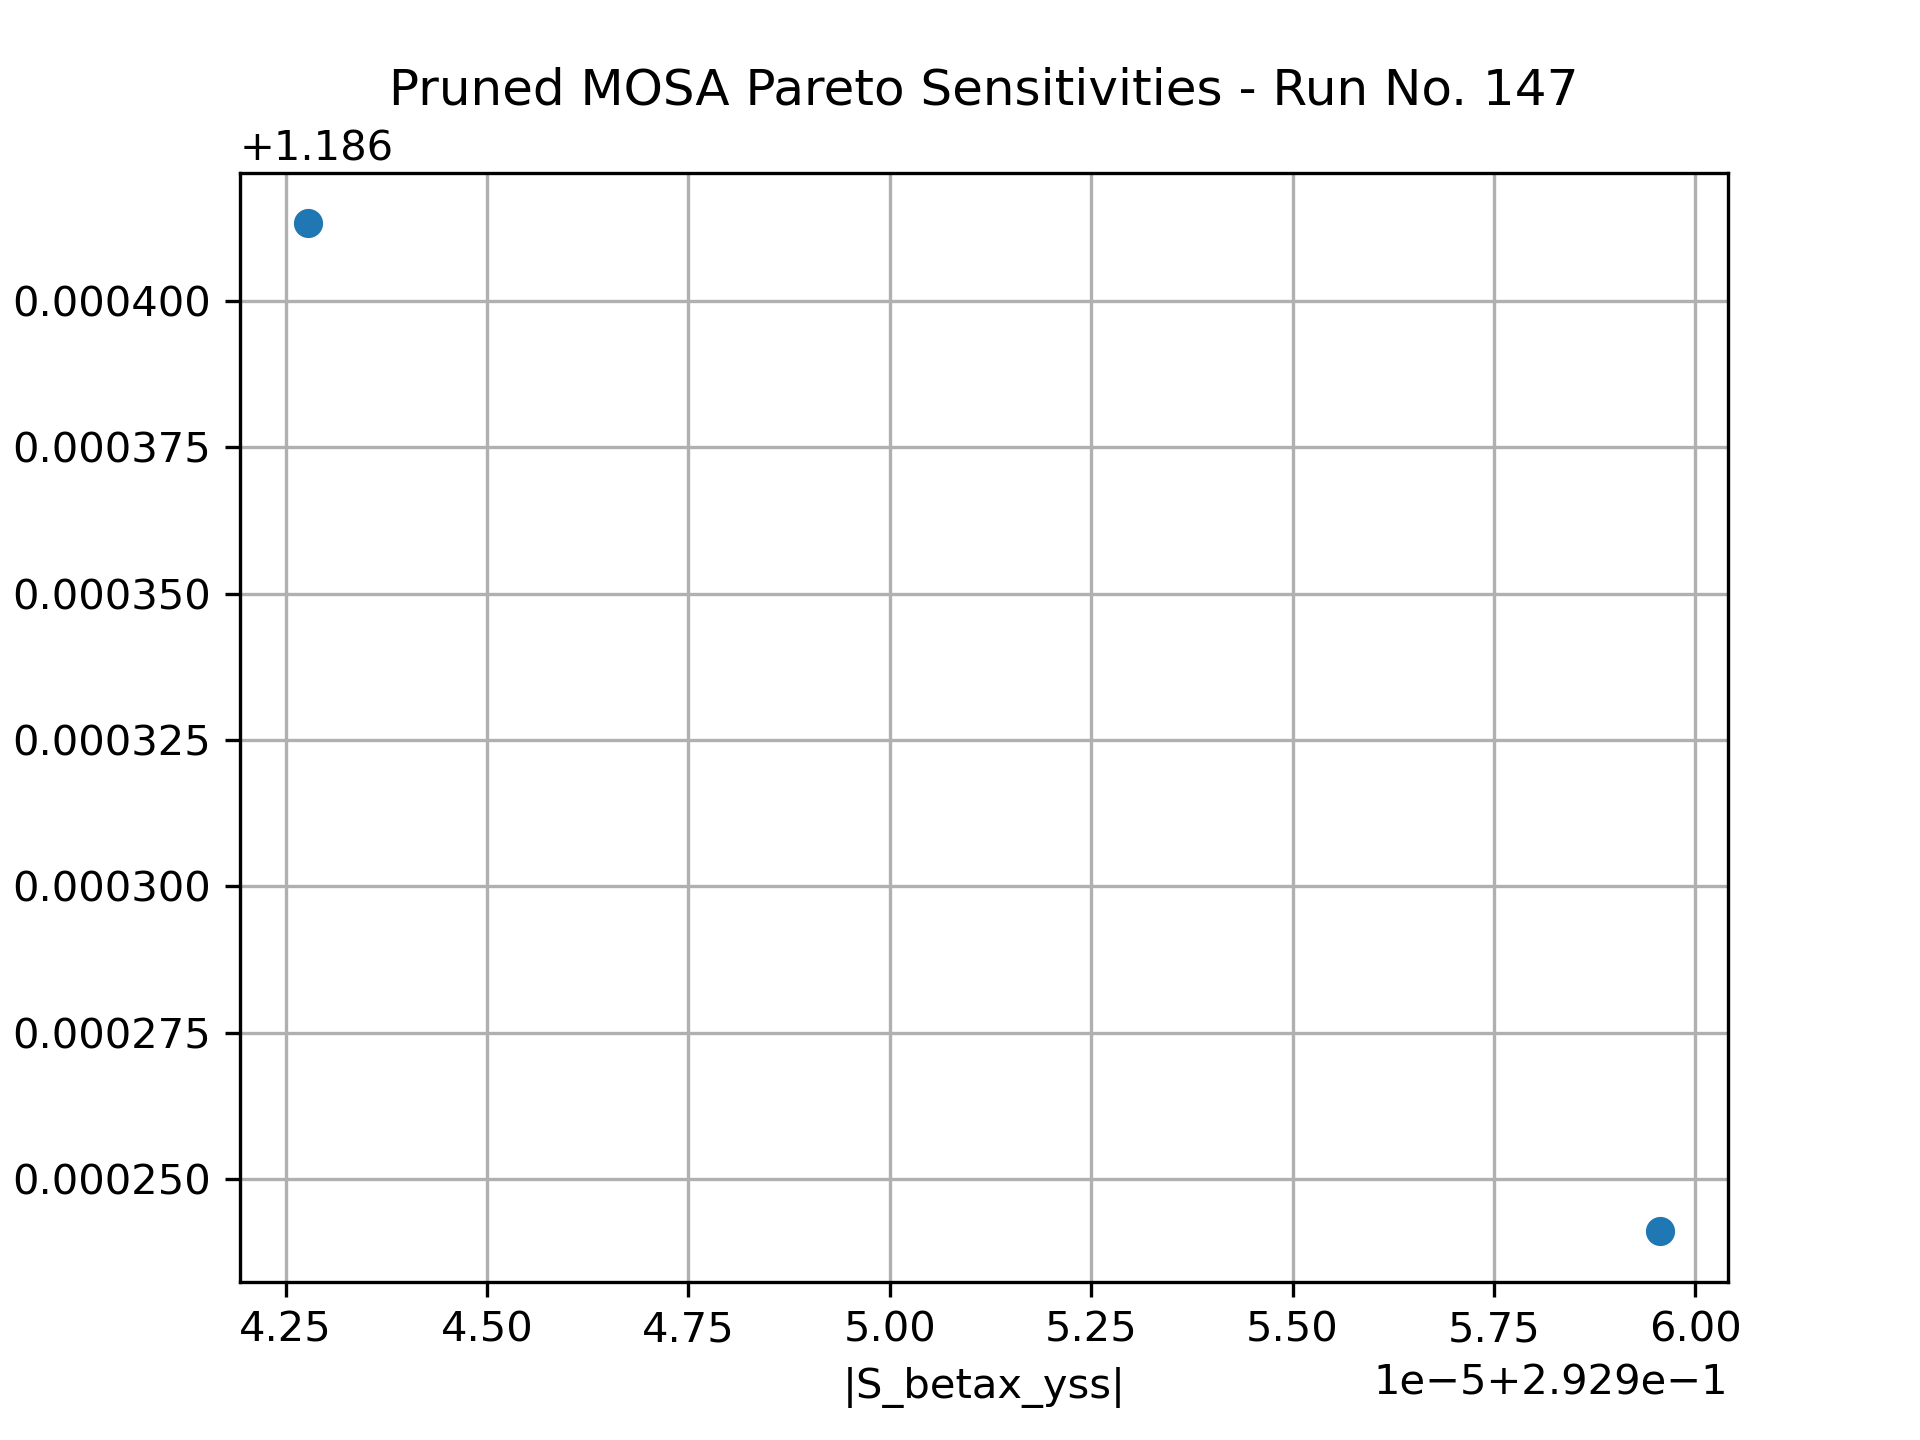 Pruned MOSA Pareto Sensitivities - Run No. 147
+1.186
0.000400
0.000375
0.000350
0.000325
0.000300
0.000275
0.000250
4.25 4.50 4.75 5.00 5.25 5.50 5.75 6.00
|S_betax_yss|
1e−5+2.929e−1